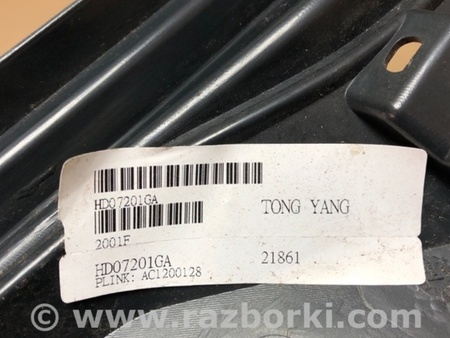 HD07201GA
TONG YANG
2001F
HD07201GA 21861
PLINK: AC1200128
© www.razborki.com